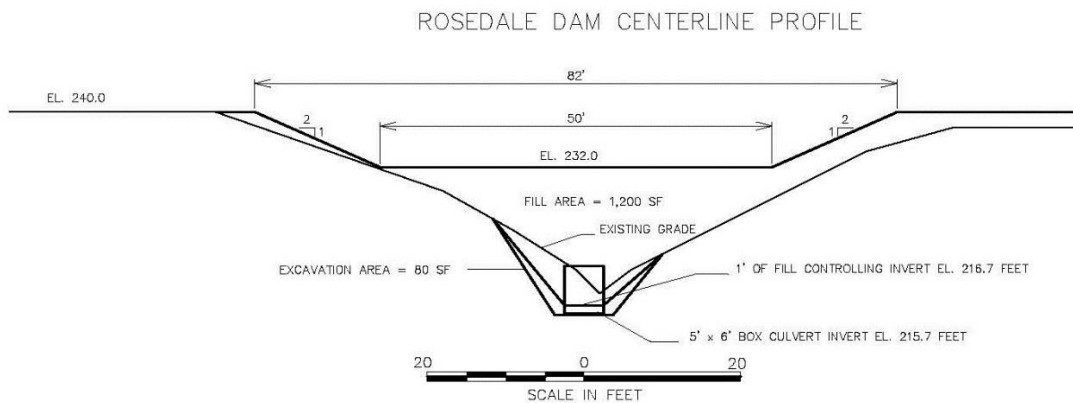 ROSEDALE DAM CENTERLINE PROFILE
82'
EL. 240.0
2
1
50'
2
1
EL. 232.0
FILL AREA = 1,200 SF
EXISTING GRADE
EXCAVATION AREA = 80 SF
1' OF FILL CONTROLLING INVERT EL. 216.7 FEET
5' x 6' BOX CULVERT INVERT EL. 215.7 FEET
20 0 20
SCALE IN FEET